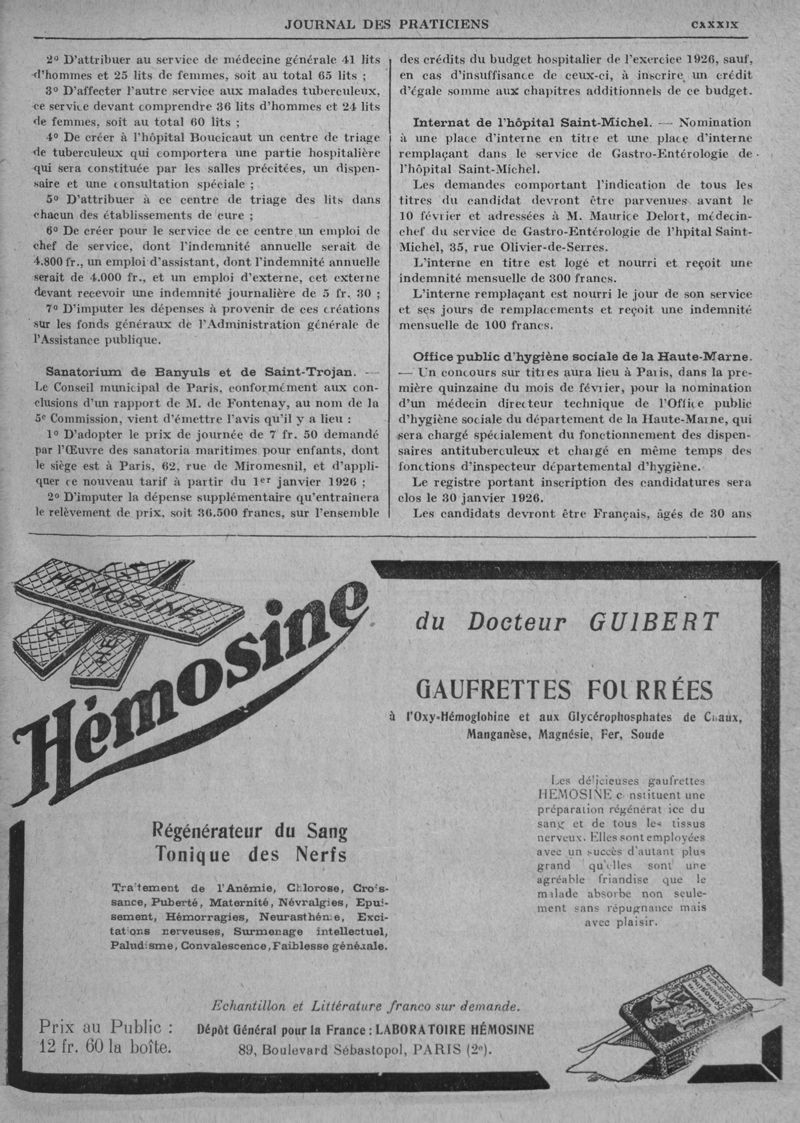 JOURNAL DES PRATICIENS
CXXXIX
2º D'attribuer au service de médecine générale 41 lits
d'hommes et 25 lits de femmes, soit au total 65 lits ;
3º D'affecter l'autre service aux malades tuberculeux,
ce service devant comprendre 36 lits d'hommes et 24 lits
de femmes, soit au total 60 lits ;
4º De créer à l'hôpital Boucicaut un centre de triage
de tuberculeux qui comportera une partie hospitalière
qui sera constituée par les salles précitées, un dispen-
saire et une consultation spéciale ;
5º D'attribuer à ce centre de triage des lits dans
chacun des établissements de cure ;
6º De créer pour le service de ce centre un emploi de
chef de service, dont l'indemnité annuelle serait de
4.800 fr., un emploi d'assistant, dont l'indemnité annuelle
serait de 4.000 fr., et un emploi d'externe, cet externe
devant recevoir une indemnité journalière de 5 fr. 30 ;
7º D'imputer les dépenses à provenir de ces créations
sur les fonds généraux de l'Administration générale de
l'Assistance publique.
Sanatorium de Banyuls et de Saint-Trojan. —
Le Conseil municipal de Paris, conformément aux con-
clusions d'un rapport de M. de Fontenay, au nom de la
5e Commission, vient d'émettre l'avis qu'il y a lieu :
1º D'adopter le prix de journée de 7 fr. 50 demandé
par l'Œuvre des sanatoria maritimes pour enfants, dont
le siège est à Paris, 62, rue de Miromesnil, et d'appli-
quer ce nouveau tarif à partir du 1er janvier 1926 ;
2º D'imputer la dépense supplémentaire qu'entraînera
le relèvement de prix, soit 36.500 francs, sur l'ensemble
des crédits du budget hospitalier de l'exercice 1926, sauf,
en cas d'insuffisance de ceux-ci, à inscrire un crédit
d'égale somme aux chapitres additionnels de ce budget.
Internat de l'hôpital Saint-Michel. — Nomination
à une place d'interne en titre et une place d'interne
remplaçant dans le service de Gastro-Entérologie de
l'hôpital Saint-Michel.
Les demandes comportant l'indication de tous les
titres du candidat devront être parvenues avant le
10 février et adressées à M. Maurice Delort, médecin-
chef du service de Gastro-Entérologie de l'hpital Saint-
Michel, 35, rue Olivier-de-Serres.
L'interne en titre est logé et nourri et reçoit une
indemnité mensuelle de 300 francs.
L'interne remplaçant est nourri le jour de son service
et ses jours de remplacements et reçoit une indemnité
mensuelle de 100 francs.
Office public d'hygiène sociale de la Haute-Marne.
— Un concours sur titres aura lieu à Paris, dans la pre-
mière quinzaine du mois de février, pour la nomination
d'un médecin directeur technique de l'Office public
d'hygiène sociale du département de la Haute-Marne, qui
sera chargé spécialement du fonctionnement des dispen-
saires antituberculeux et chargé en même temps des
fonctions d'inspecteur départemental d'hygiène.
Le registre portant inscription des candidatures sera
clos le 30 janvier 1926.
Les candidats devront être Français, âgés de 30 ans
HEMOSINE
Hémosine
du Docteur GUIBERT
GAUFRETTES FOURRÉES
à l'Oxy-Hémoglobine et aux Glycérophosphates de Chaux,
Manganèse, Magnésie, Fer, Soude
Les délicieuses gaufrettes
HEMOSINE constituent une
préparation régénératrice du
sang et de tous les tissus
nerveux. Elles sont employées
avec un succès d'autant plus
grand qu'elles sont une
agréable friandise que le
malade absorbe non seule-
ment sans répugnance mais
avec plaisir.
Régénérateur du Sang
Tonique des Nerfs
Traitement de l'Anémie, Chlorose, Crois-
sance, Puberté, Maternité, Névralgies, Epui-
sement, Hémorragies, Neurasthénie, Exci-
tations nerveuses, Surmenage intellectuel,
Paludisme, Convalescence, Faiblesse générale.
Echantillon et Littérature franco sur demande.
Prix au Public :
12 fr. 60 la boîte.
Dépôt Général pour la France : LABORATOIRE HÉMOSINE
89, Boulevard Sébastopol, PARIS (2e).